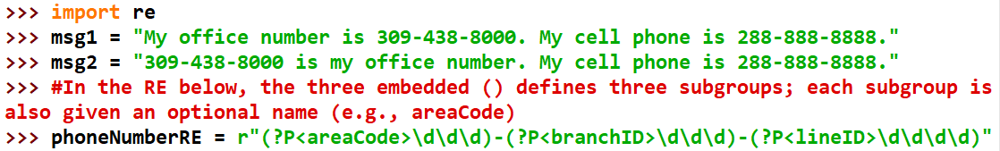 >>> import re
>>> msg1 = "My office number is 309-438-8000. My cell phone is 288-888-8888."
>>> msg2 = "309-438-8000 is my office number. My cell phone is 288-888-8888."
>>> #In the RE below, the three embedded () defines three subgroups; each subgroup is
also given an optional name (e.g., areaCode)
>>> phoneNumberRE = r"(?P<areaCode>\d\d\d)-(?P<branchID>\d\d\d)-(?P<lineID>\d\d\d\d)"